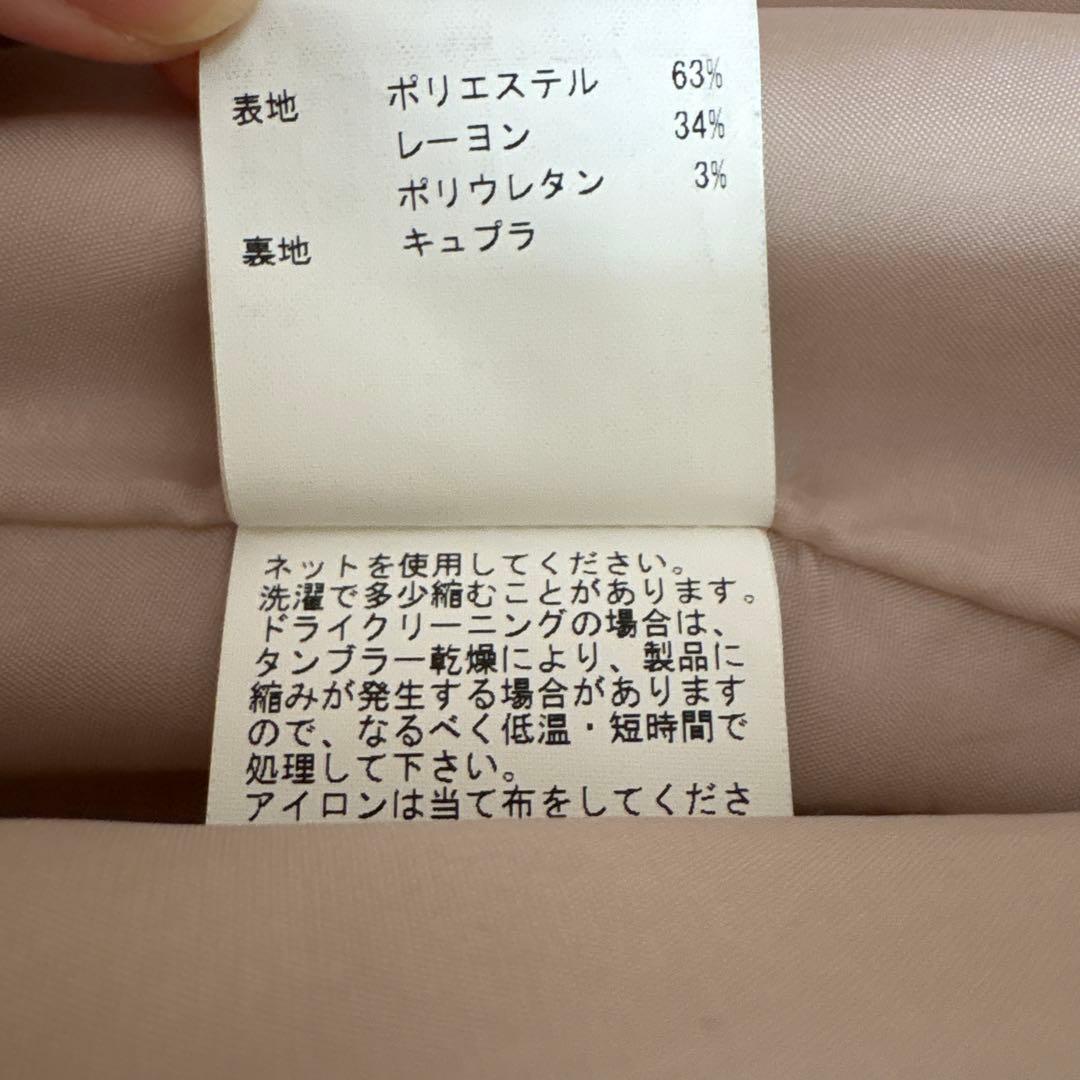 表地 ポリエステル 63%
レーヨン 34%
ポリウレタン 3%
裏地 キュプラ
ネットを使用してください。
洗濯で多少縮むことがあります。
ドライクリーニングの場合は、
タンブラー乾燥により、製品に
縮みが発生する場合があります
ので、なるべく低温・短時間で
処理して下さい。
アイロンは当て布をしてくださ